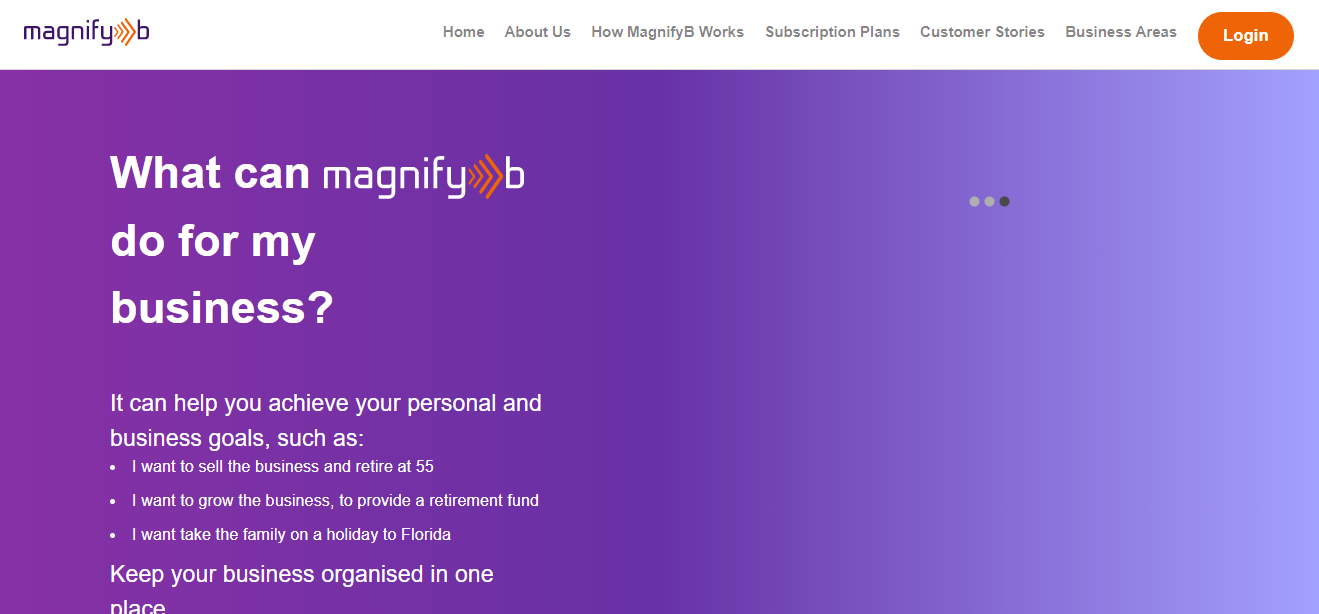 magnifyb
Home About Us How MagnifyB Works Subscription Plans Customer Stories Business Areas Login
What can magnifyb
do for my
business?
It can help you achieve your personal and
business goals, such as:
• I want to sell the business and retire at 55
• I want to grow the business, to provide a retirement fund
• I want take the family on a holiday to Florida
Keep your business organised in one
place